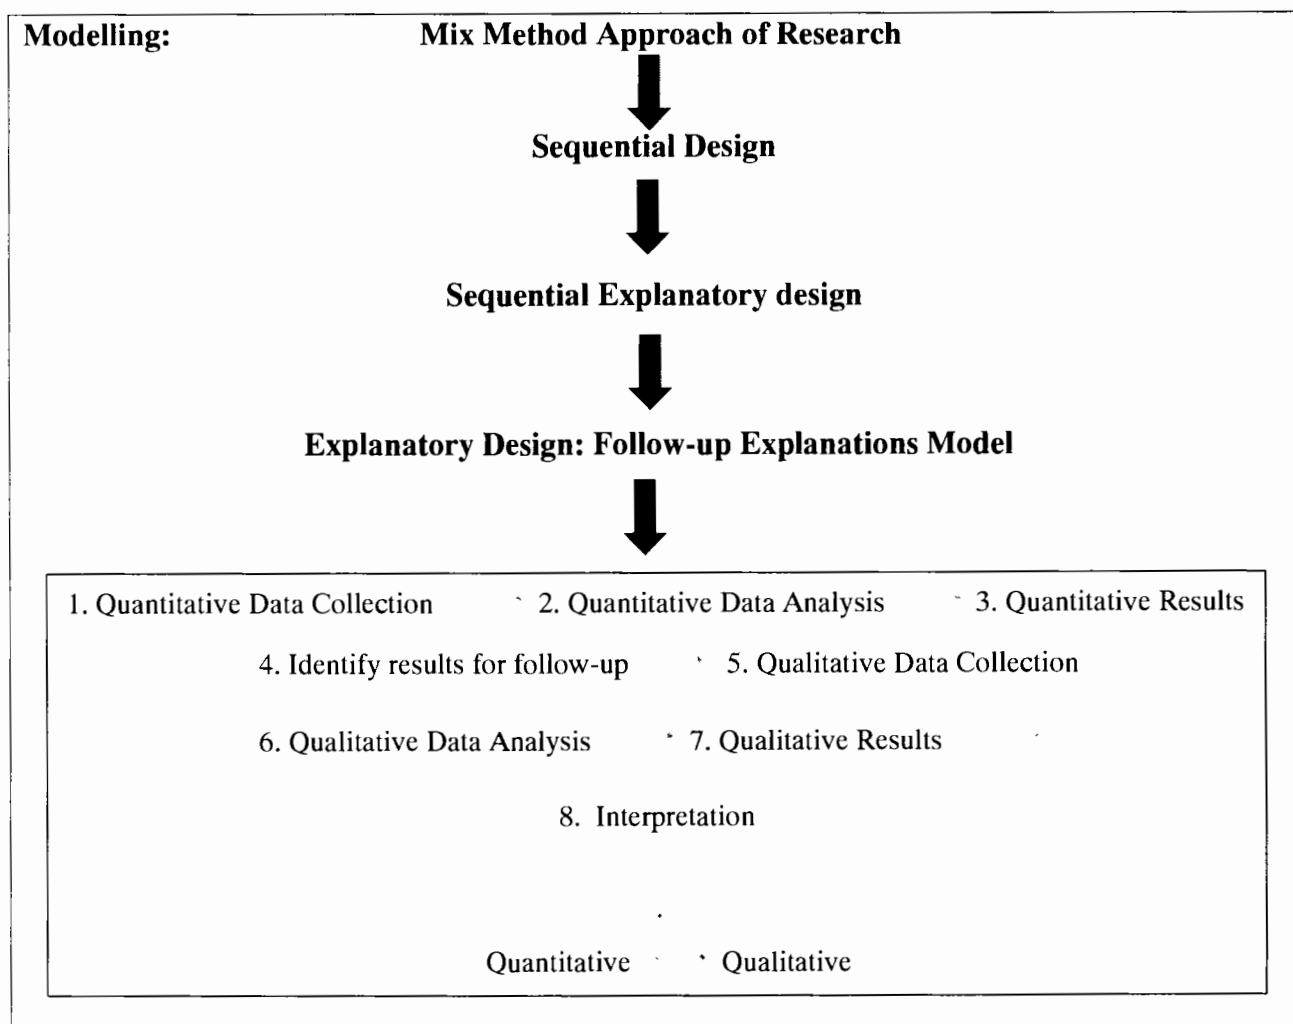 Modelling: Mix Method Approach of Research
Sequential Design
Sequential Explanatory design
Explanatory Design: Follow-up Explanations Model
1. Quantitative Data Collection 2. Quantitative Data Analysis 3. Quantitative Results
4. Identify results for follow-up 5. Qualitative Data Collection
6. Qualitative Data Analysis 7. Qualitative Results
8. Interpretation
Quantitative Qualitative